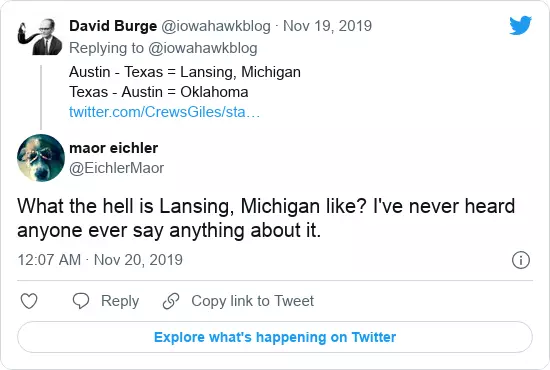 David Burge @iowahawkblog · Nov 19, 2019
Replying to @iowahawkblog
Austin - Texas = Lansing, Michigan
Texas - Austin = Oklahoma
twitter.com/CrewsGiles/sta…
maor eichler
@EichlerMaor
What the hell is Lansing, Michigan like? I've never heard
anyone ever say anything about it.
12:07 AM · Nov 20, 2019
Reply
Copy link to Tweet
Explore what's happening on Twitter